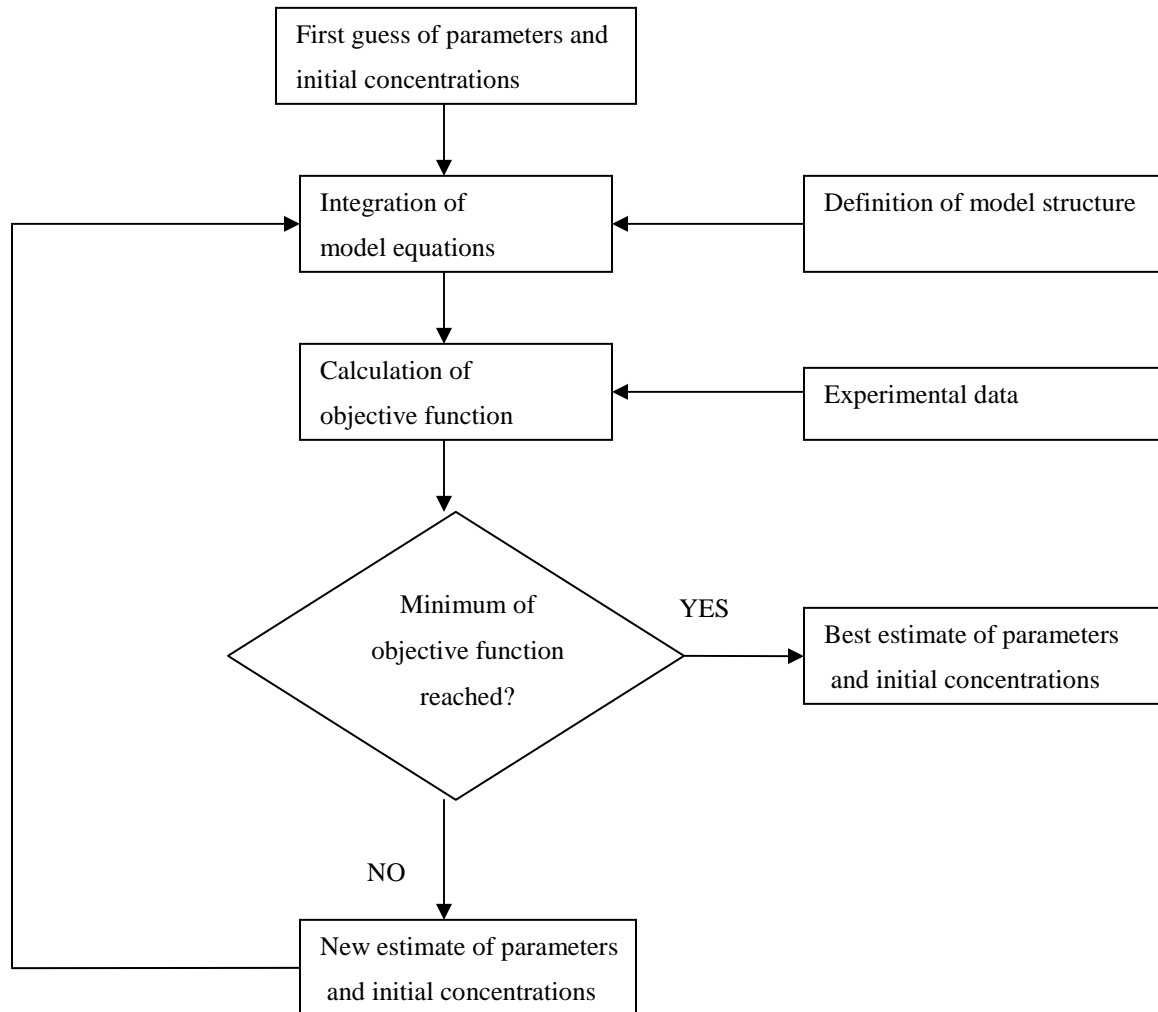 First guess of parameters and
initial concentrations
Integration of
model equations
Definition of model structure
Calculation of
objective function
Experimental data
Minimum of
objective function
reached?
YES
Best estimate of parameters
and initial concentrations
NO
New estimate of parameters
and initial concentrations